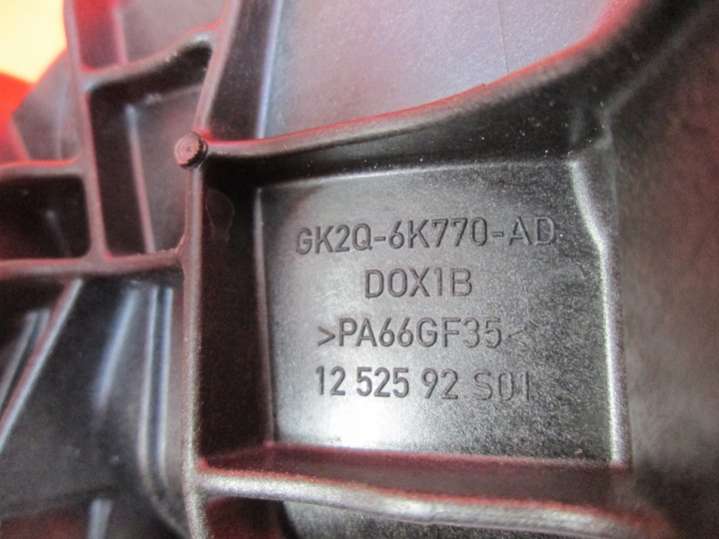 GK2Q-6K770-AD
DOX1B
>PA66GF35<
12 525 92 S01